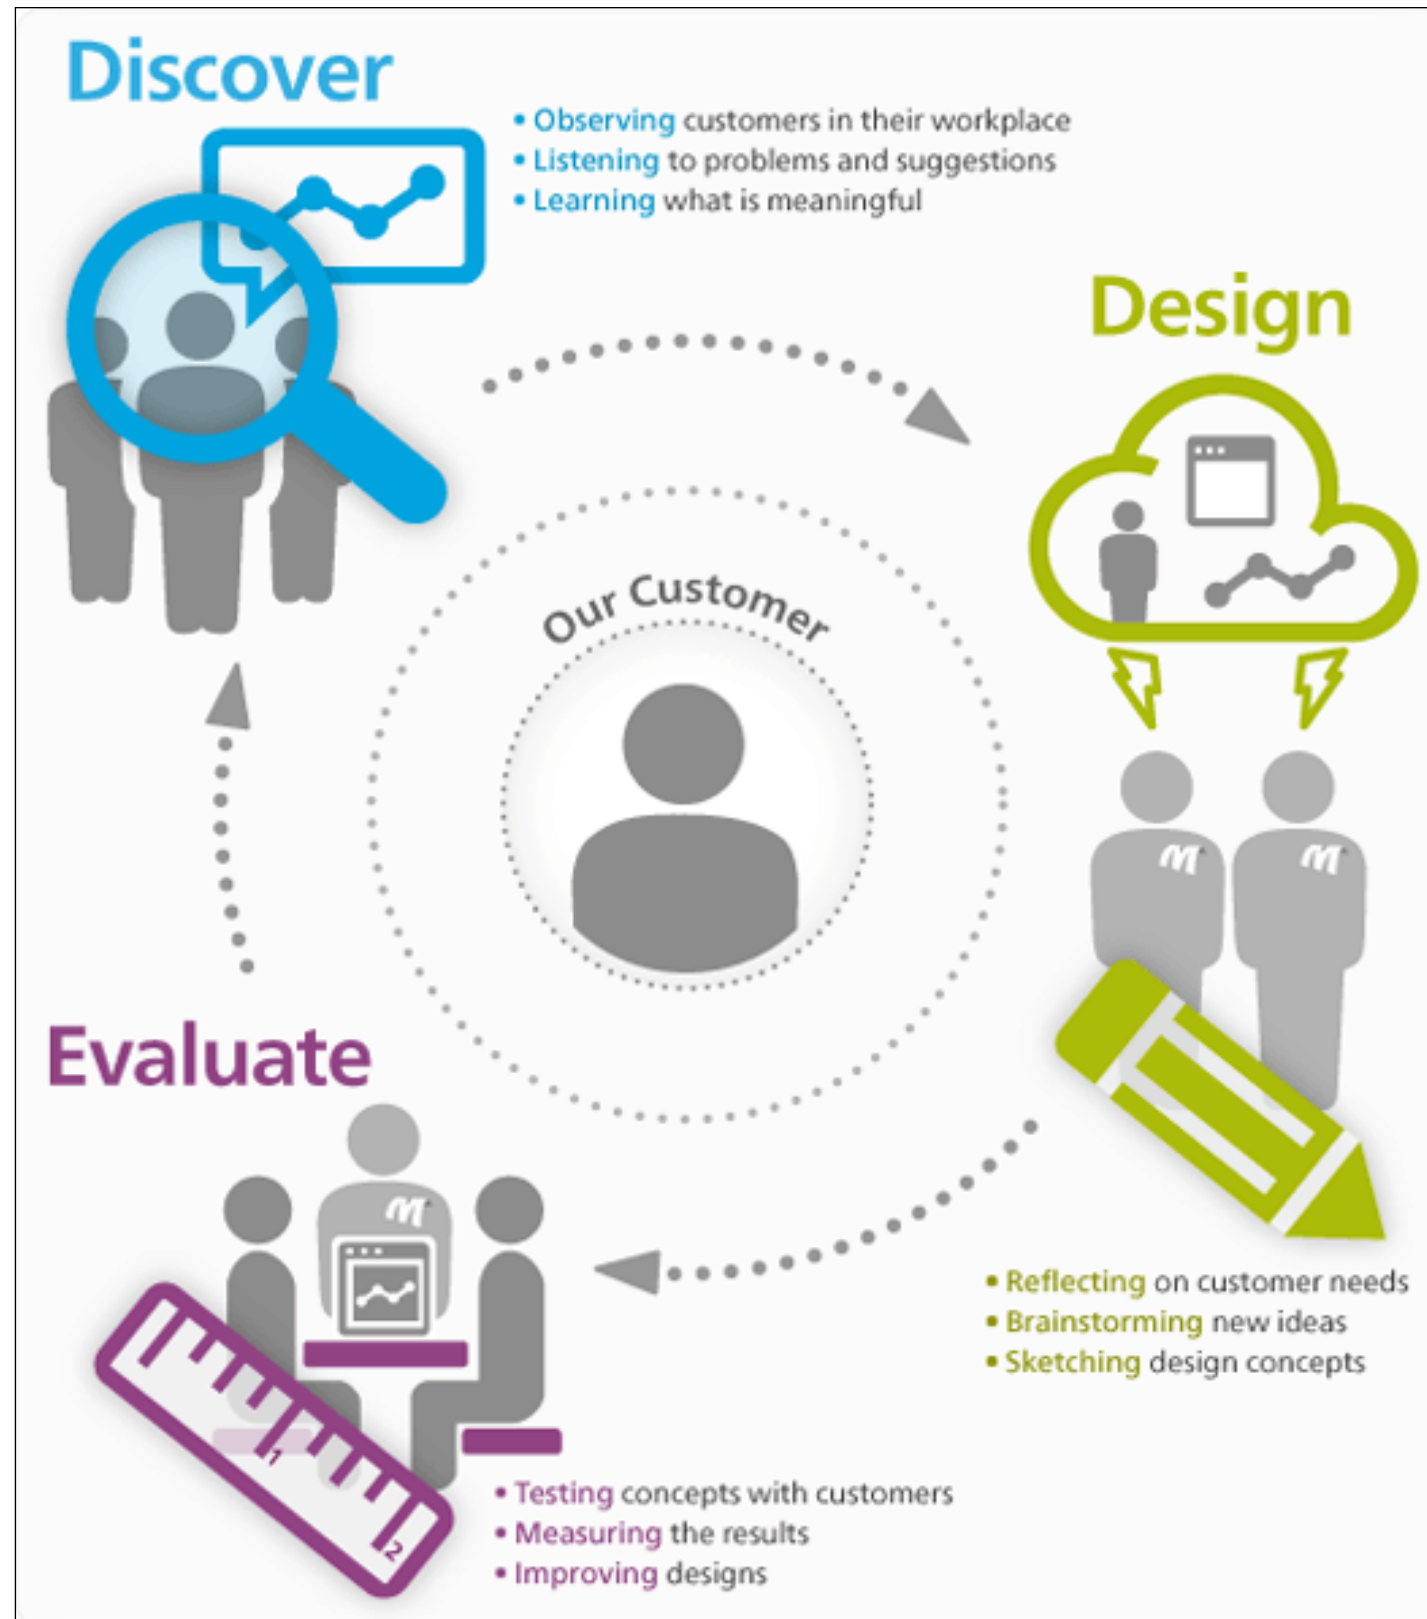 Discover
• Observing customers in their workplace
• Listening to problems and suggestions
• Learning what is meaningful
Design
Our Customer
M
M
• Reflecting on customer needs
• Brainstorming new ideas
• Sketching design concepts
Evaluate
M
1
2
• Testing concepts with customers
• Measuring the results
• Improving designs